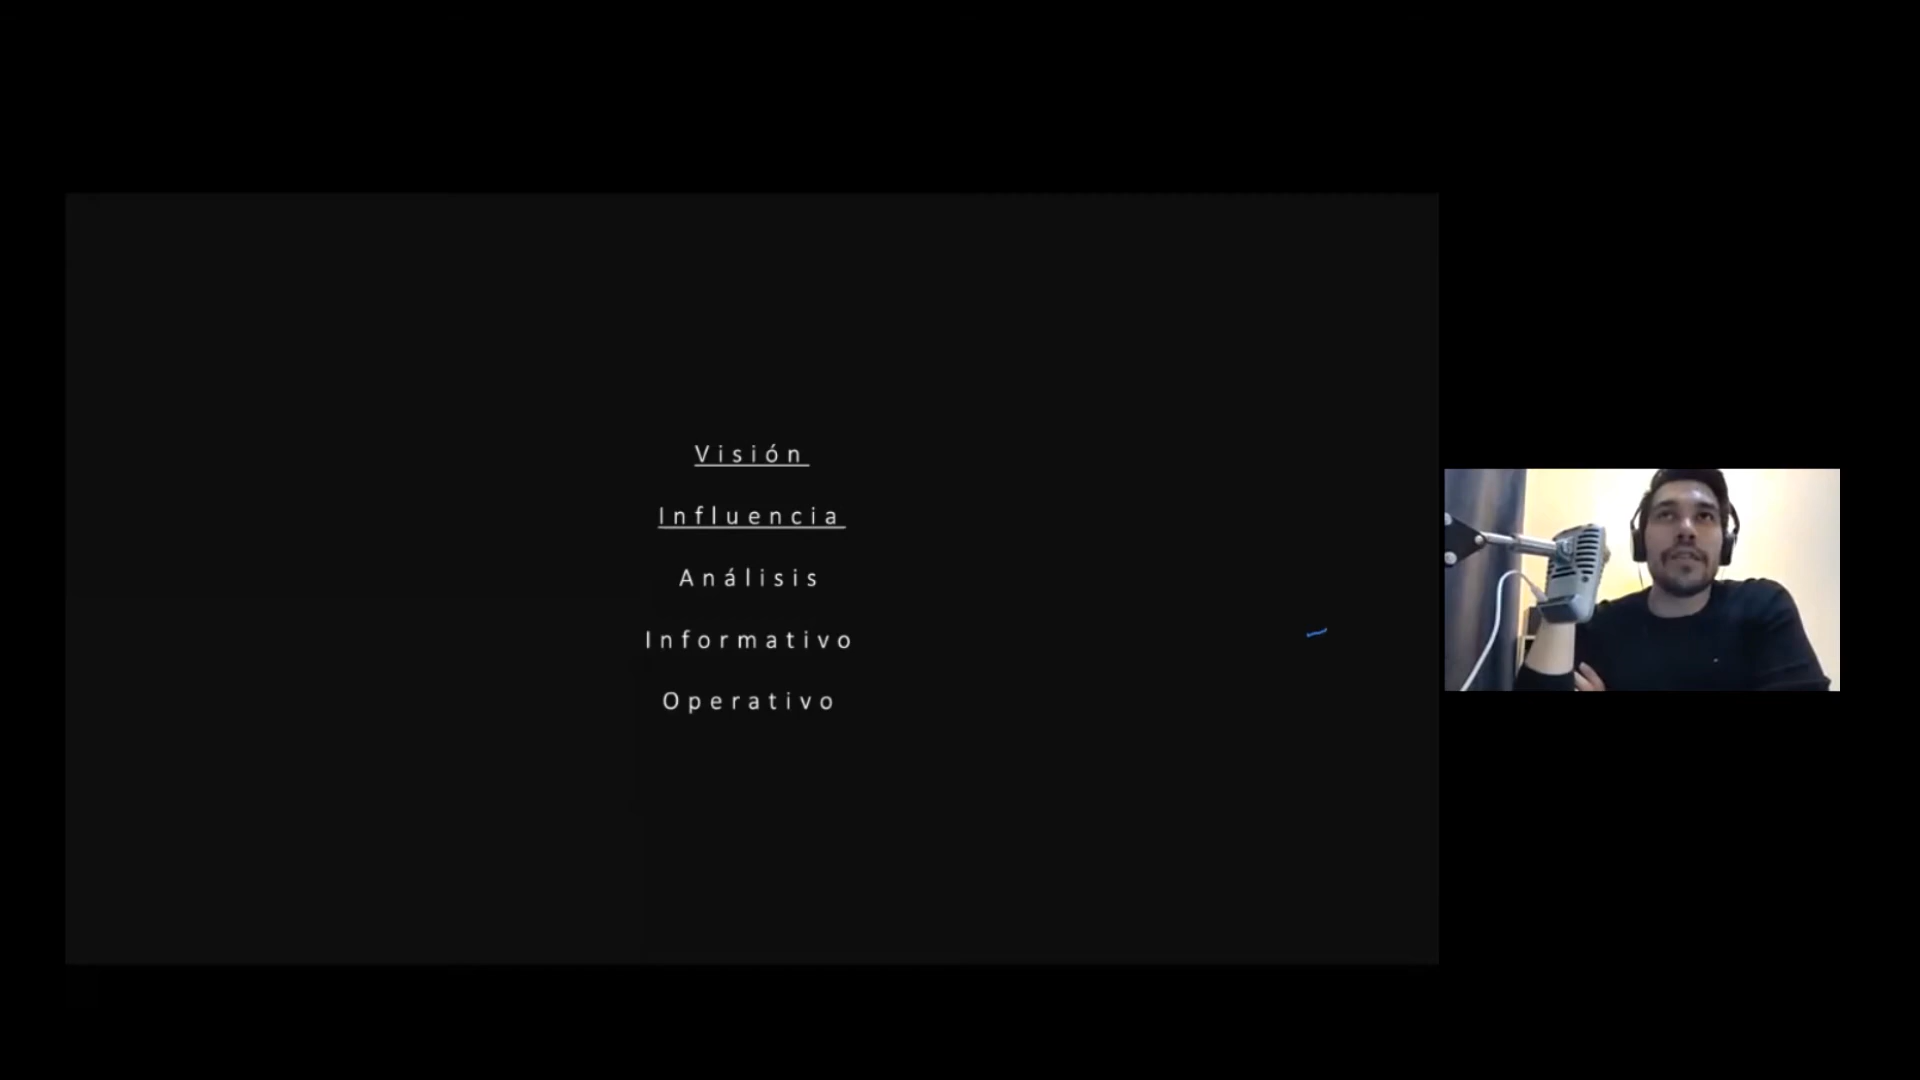 Visión
Influencia
Análisis
Informativo
Operativo